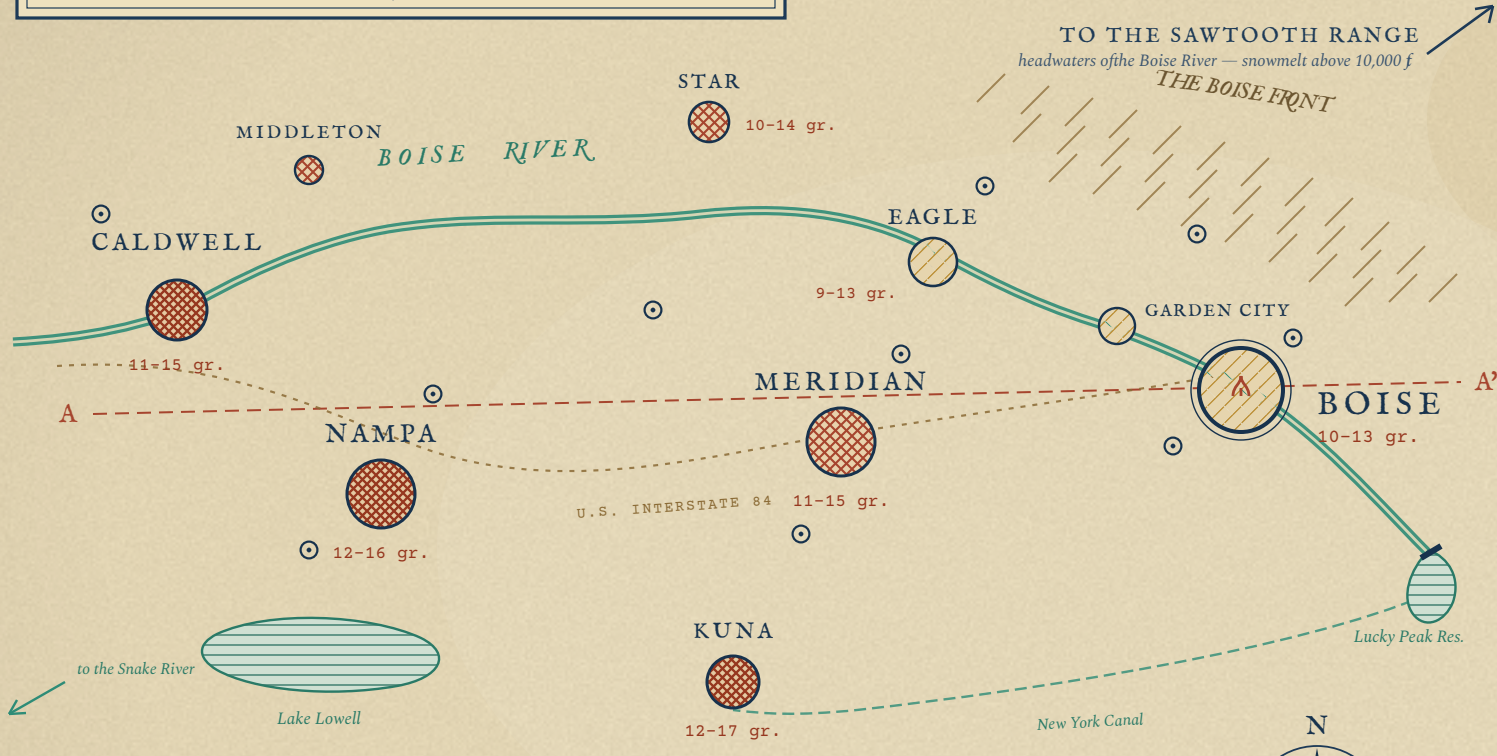 TO THE SAWTOOTH RANGE
headwaters ofthe Boise River — snowmelt above 10,000 f
THE BOISE FRONT
STAR
10–14 gr.
MIDDLETON
BOISE RIVER
EAGLE
CALDWELL
9–13 gr.
GARDEN CITY
11–15 gr.
MERIDIAN
A
A’
BOISE
10–13 gr.
NAMPA
U.S. INTERSTATE 84
11–15 gr.
12–16 gr.
KUNA
Lucky Peak Res.
to the Snake River
Lake Lowell
New York Canal
N
12–17 gr.